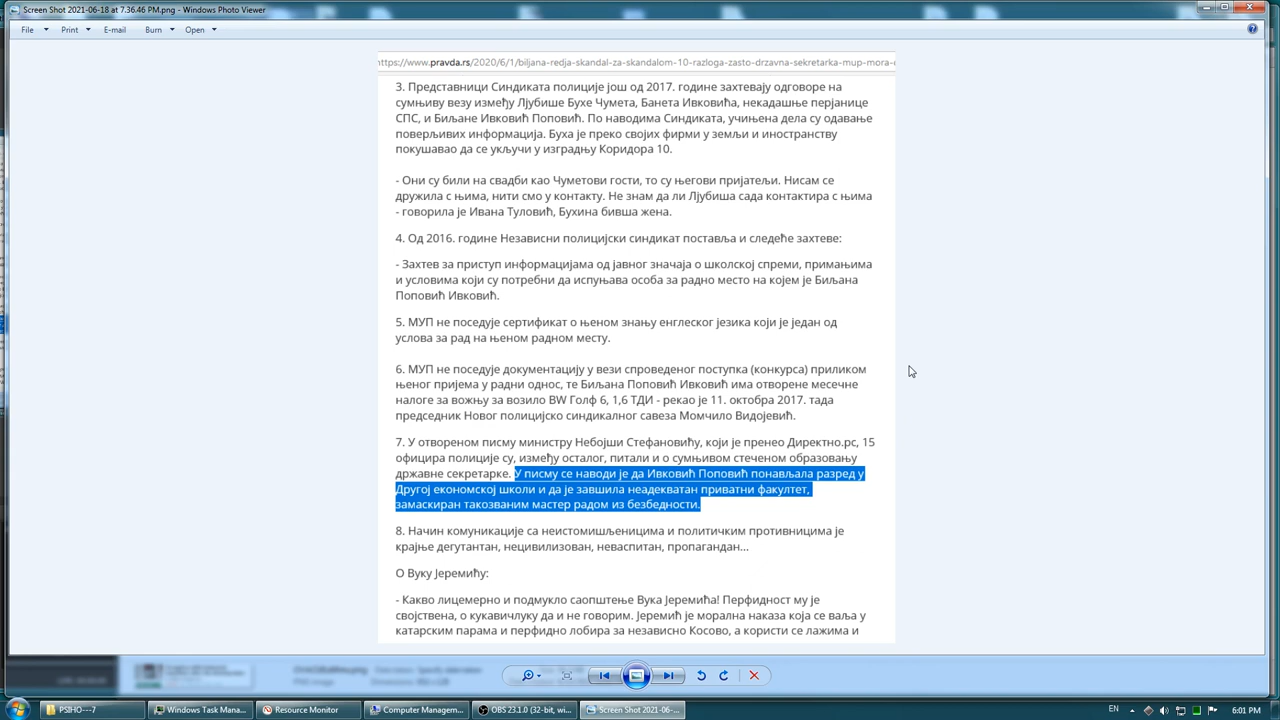 Screen Shot 2021-06-18 at 7.36.46 PM.png - Windows Photo Viewer
File Print E-mail Burn Open
https://www.pravda.rs/2020/6/1/biljana-redja-skandal-za-skandalom-10-razloga-zasto-drzavna-sekretarka-mup-mora-
3. Представници Синдиката полиције још од 2017. године захтевају одговоре на
сумњиву везу између Љубише Бухе Чумета, Банета Ивковића, некадашње перјанице
СПС, и Биљане Ивковић Поповић. По наводима Синдиката, учињена дела су одавање
поверљивих информација. Буха је преко својих фирми у земљи и иностранству
покушавао да се укључи у изградњу Коридора 10.
- Они су били на свадби као Чуметови гости, то су његови пријатељи. Нисам се
дружила с њима, нити смо у контакту. Не знам да ли Љубиша сада контактира с њима
- говорила је Ивана Туловић, Бухина бивша жена.
4. Од 2016. године Независни полицијски синдикат поставља и следеће захтеве:
- Захтев за приступ информацијама од јавног значаја о школској спреми, примањима
и условима који су потребни да испуњава особа за радно место на којем је Биљана
Поповић Ивковић.
5. МУП не поседује сертификат о њеном знању енглеског језика који је један од
услова за рад на њеном радном месту.
6. МУП не поседује документацију у вези спроведеног поступка (конкурса) приликом
њеног пријема у радни однос, те Биљана Поповић Ивковић има отворене месечне
налоге за вожњу за возило BW Голф 6, 1,6 ТДИ - рекао је 11. октобра 2017. тада
председник Новог полицијско синдикалног савеза Момчило Видојевић.
7. У отвореном писму министру Небојши Стефановићу, који је пренео Директно.рс, 15
официра полиције су, између осталог, питали и о сумњивом стеченом образовању
државне секретарке. У писму се наводи је да Ивковић Поповић понављала разред у
Другој економској школи и да је завшила неадекватан приватни факултет,
замаскиран такозваним мастер радом из безбедности.
8. Начин комуникације са неистомишљеницима и политичким противницима је
крајње дегутантан, нецивилизован, неваспитан, пропагандан...
О Вуку Јеремићу:
- Какво лицемерно и подмукло саопштење Вука Јеремића! Перфидност му је
својствена, о кукавичлуку да и не говорим. Јеремић је морална наказа која се ваља у
катарским парама и перфидно лобира за независно Косово, а користи се лажима и
PSIHO---7 Windows Task Mana... Resource Monitor Computer Managem... OBS 23.1.0 (32-bit, wi... Screen Shot 2021-06-... EN 6:01 PM